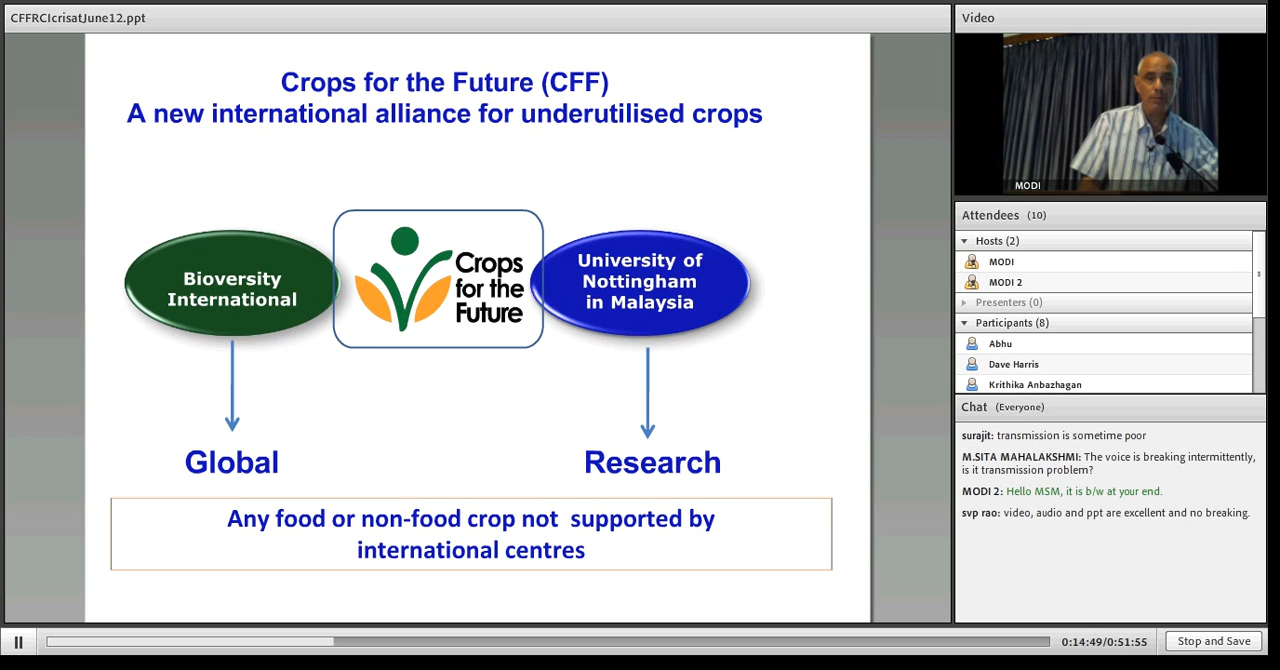 CFFRCIcrisatJune12.ppt
Crops for the Future (CFF)
A new international alliance for underutilised crops
Bioversity
International
Crops
for the
Future
University of
Nottingham
in Malaysia
Global
Research
Any food or non-food crop not  supported by
international centres
Video
MODI
Attendees (10)
Hosts (2)
MODI
MODI 2
Presenters (0)
Participants (8)
Abhu
Dave Harris
Krithika Anbazhagan
Chat (Everyone)
surajit: transmission is sometime poor
M.SITA MAHALAKSHMI: The voice is breaking intermittently,
is it transmission problem?
MODI 2: Hello MSM, it is b/w at your end.
svp rao: video, audio and ppt are excellent and no breaking.
0:14:49/0:51:55
Stop and Save